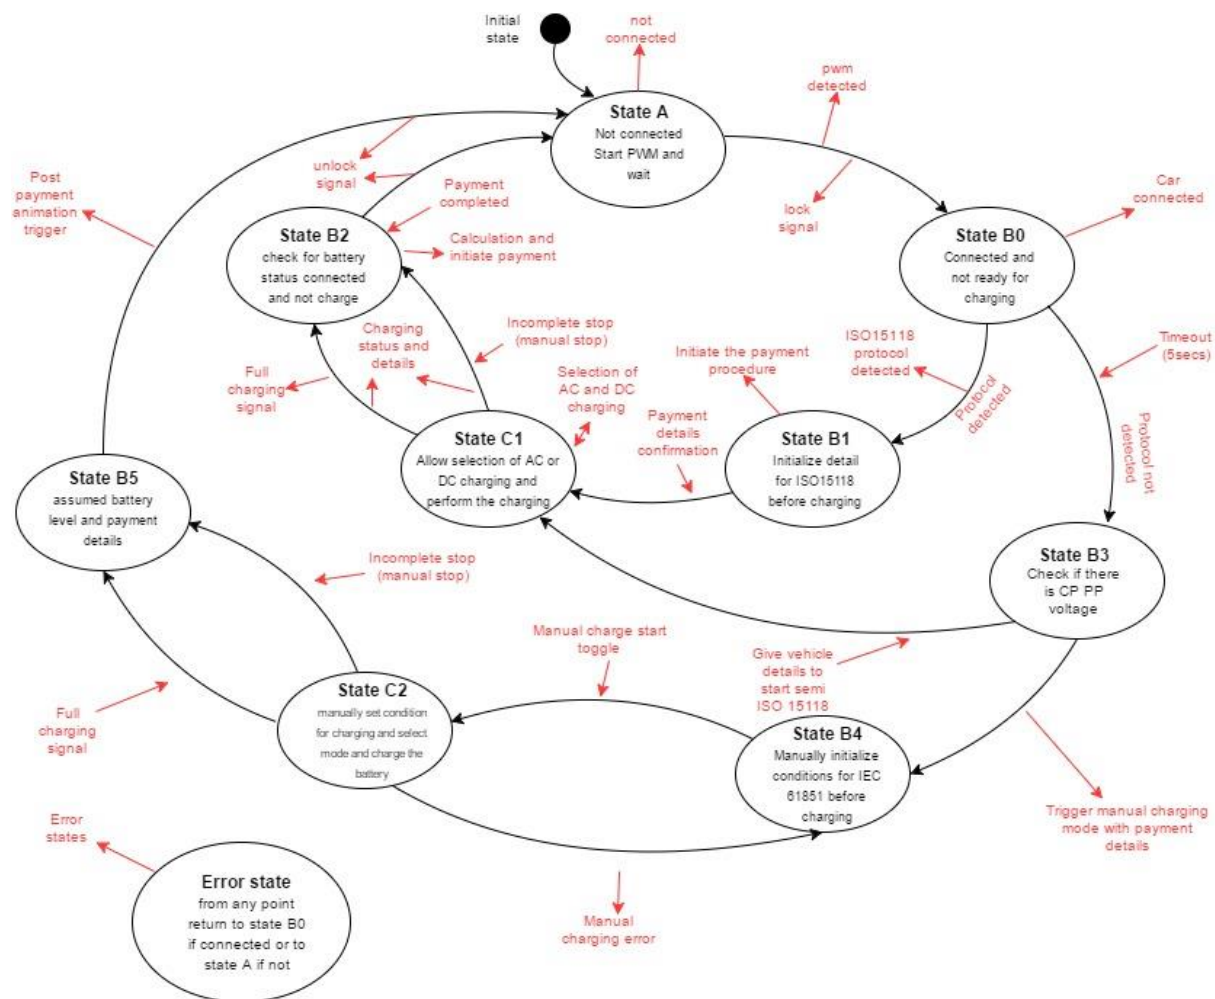 Initial
state
not
connected
pwm
detected
State A
Not connected
Start PWM and
wait
unlock
signal
Post
payment
animation
trigger
Payment
completed
lock
signal
Car
connected
State B2
check for battery
status connected
and not charge
Calculation and
initiate payment
State B0
Connected and
not ready for
charging
Charging
status and
details
Incomplete stop
(manual stop)
Initiate the payment
procedure
ISO15118
protocol
detected
Timeout
(5secs)
Full
charging
signal
Selection of
AC and DC
charging
Protocol
detected
Payment
details
confirmation
State C1
Allow selection of AC or
DC charging and
perform the charging
State B1
Initialize detail
for ISO15118
before charging
Protocol not
detected
State B5
assumed battery
level and payment
details
Incomplete stop
(manual stop)
State B3
Check if there
is CP PP
voltage
Manual charge start
toggle
Give vehicle
details to
start semi
ISO 15118
State C2
manually set condition
for charging and select
mode and charge the
battery
Full
charging
signal
State B4
Manually initialize
conditions for IEC
61851 before
charging
Trigger manual charging
mode with payment
details
Error
states
Error state
from any point
return to state B0
if connected or to
state A if not
Manual
charging error